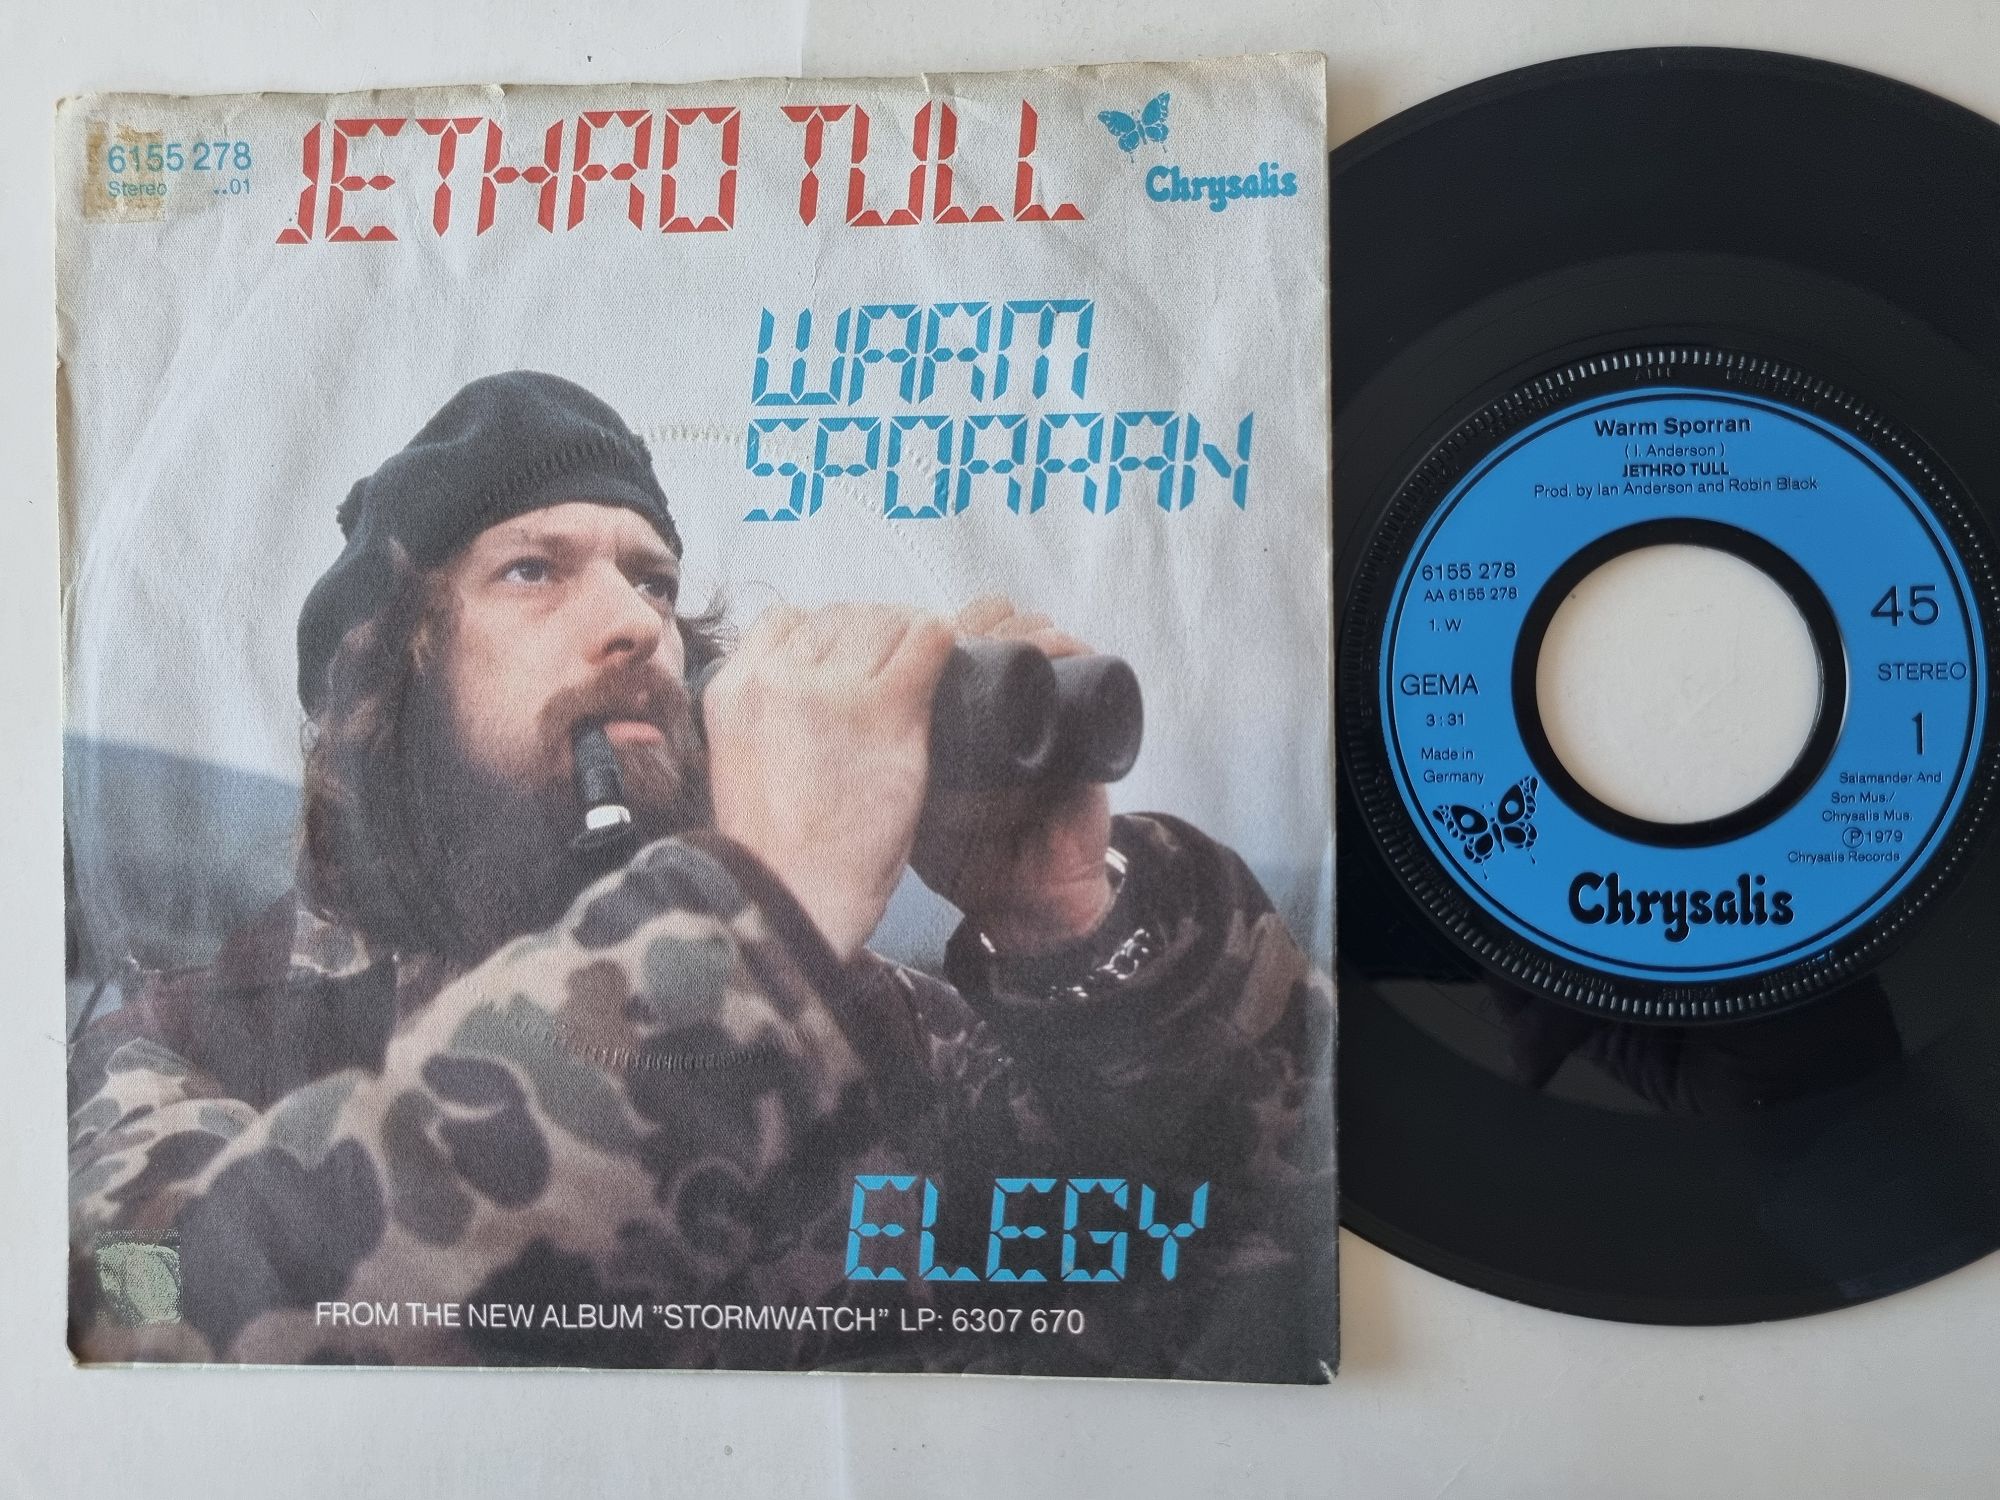 6155 278
Stereo ..01
JETHRO TULL
Chrysalis
WARM
SPORRAN
ELEGY
FROM THE NEW ALBUM ”STORMWATCH” LP: 6307 670
Warm Sporran
( I. Anderson )
JETHRO TULL
Prod. by Ian Anderson and Robin Black
6155 278
AA 6155 278
1. W
GEMA
3 : 31
Made in
Germany
45
STEREO
1
Salamander And
Son Mus./
Chrysalis Mus.
Ⓟ 1979
Chrysalis Records
Chrysalis